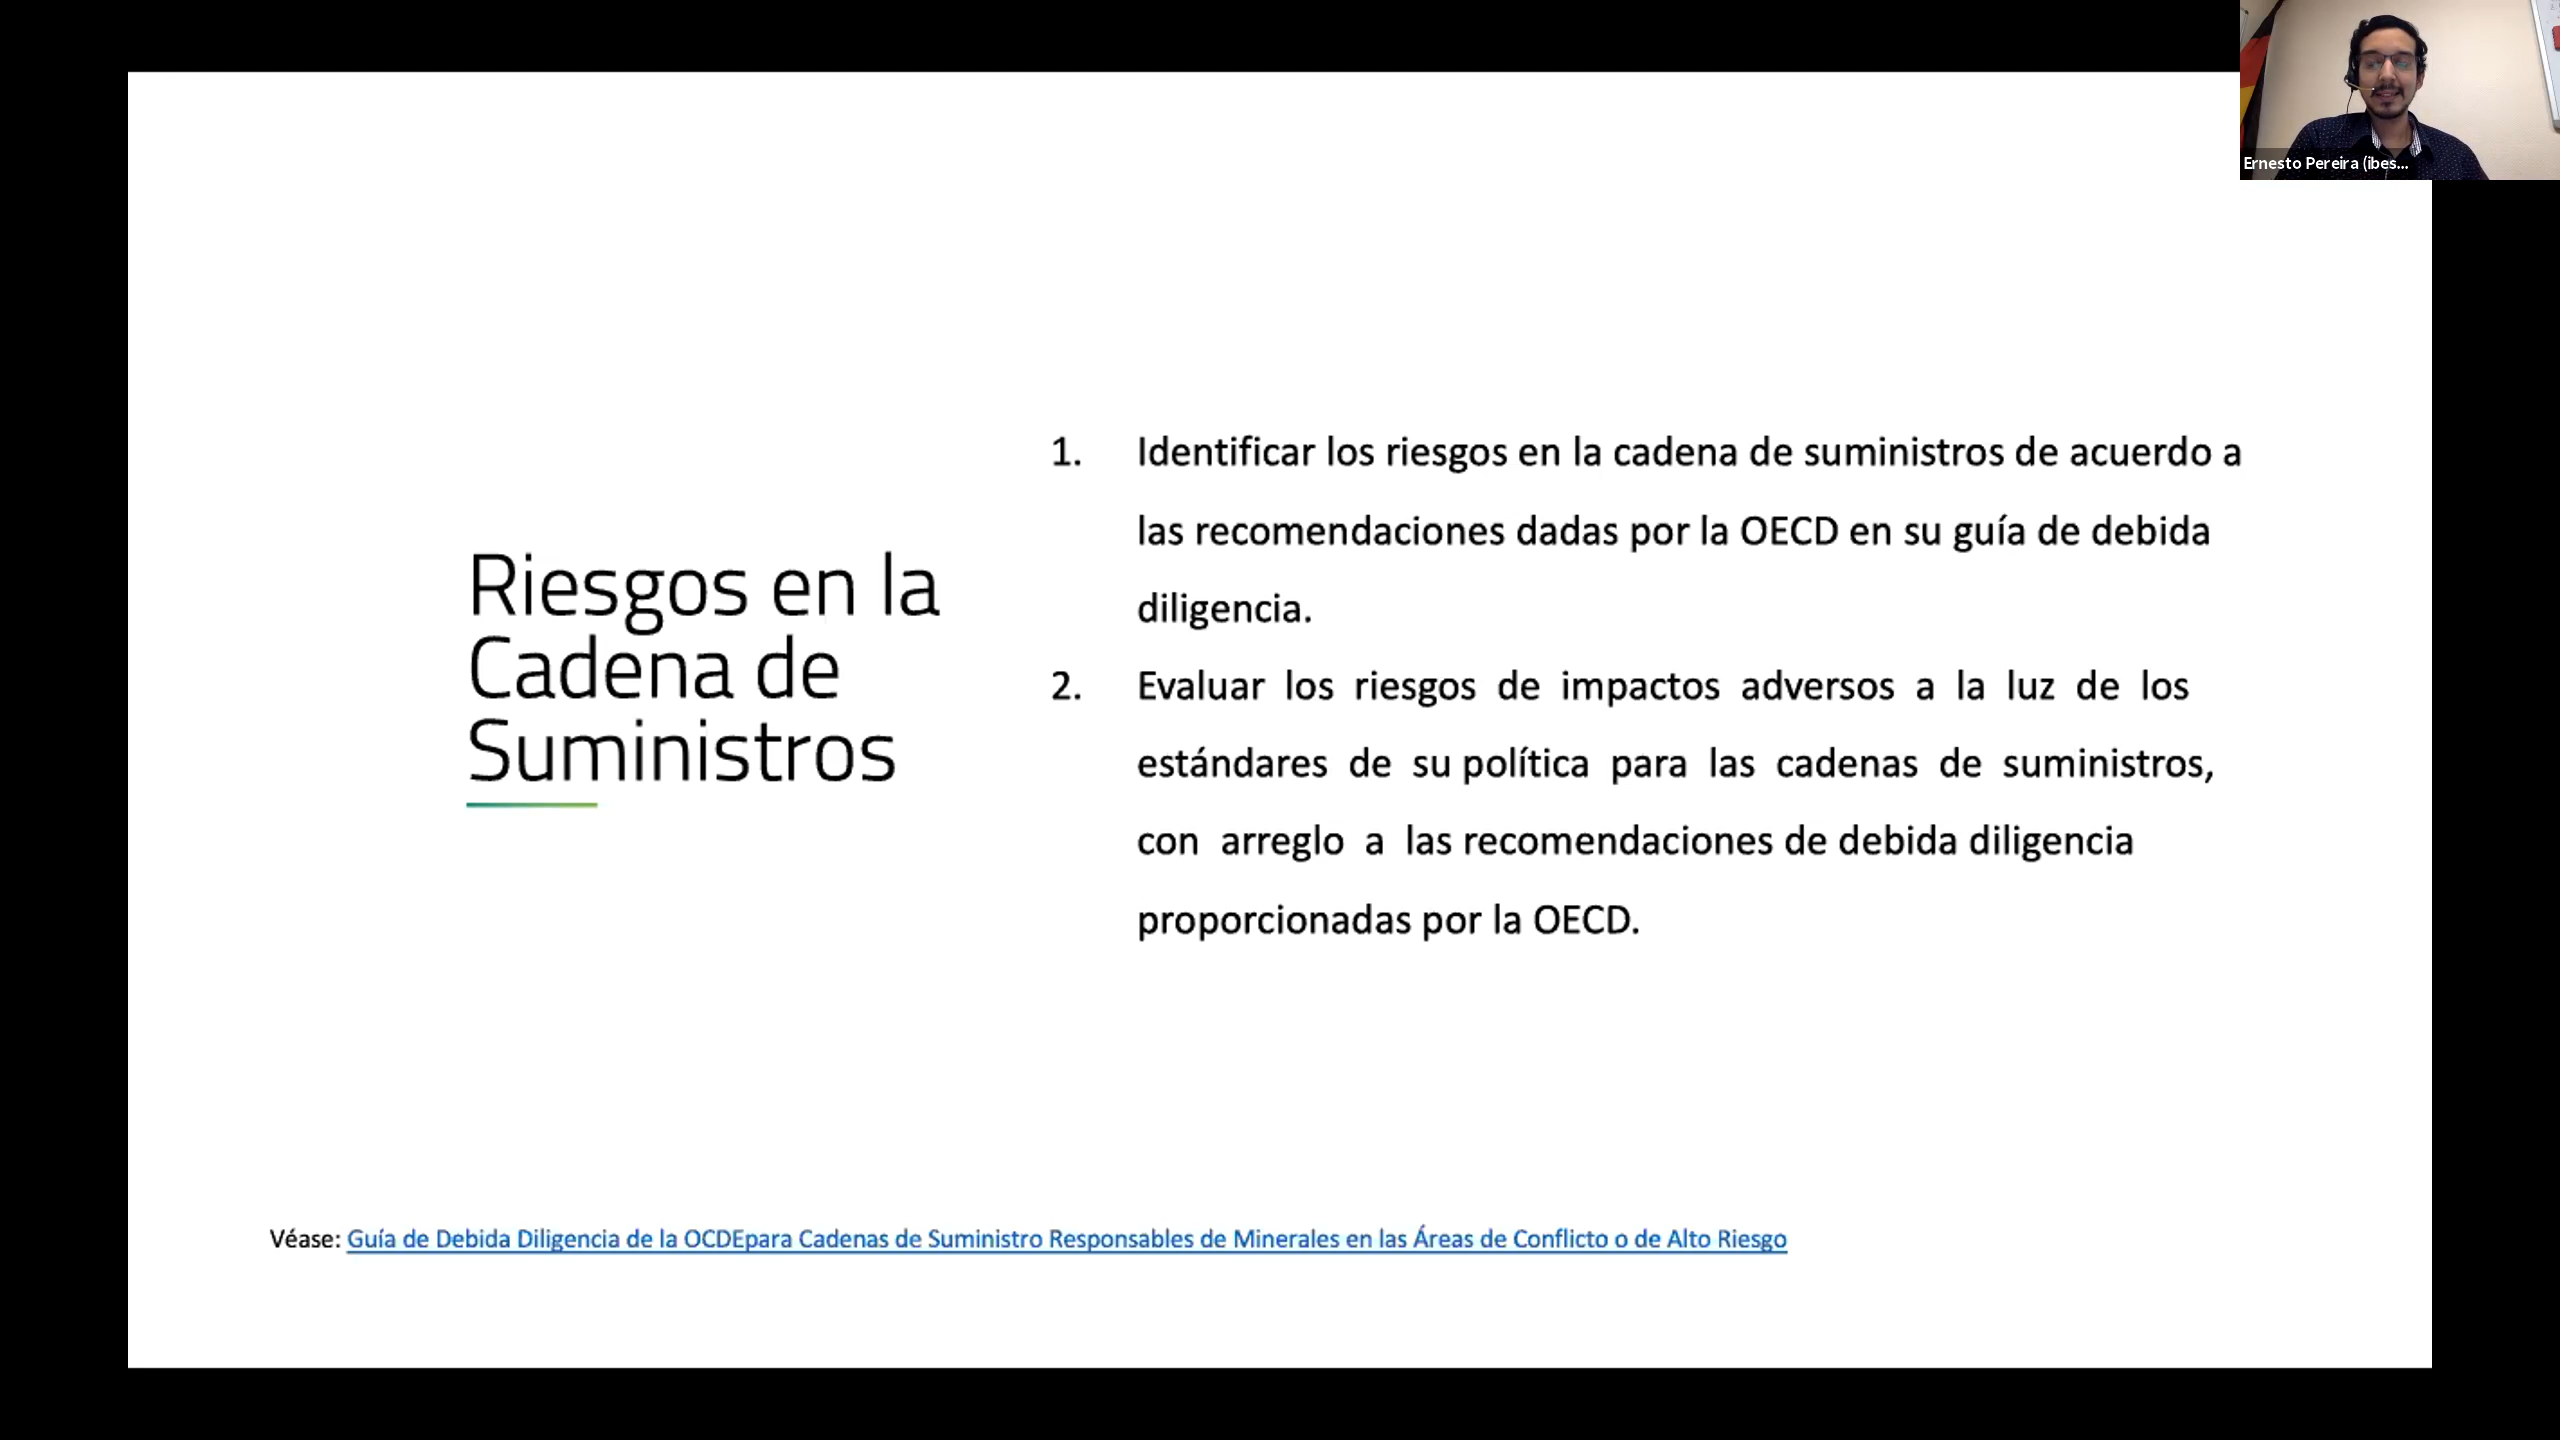 Ernesto Pereira (ibes...
Riesgos en la
Cadena de
Suministros
1. Identificar los riesgos en la cadena de suministros de acuerdo a
las recomendaciones dadas por la OECD en su guía de debida
diligencia.
2. Evaluar los riesgos de impactos adversos a la luz de los
estándares de su política para las cadenas de suministros,
con arreglo a las recomendaciones de debida diligencia
proporcionadas por la OECD.
Véase: Guía de Debida Diligencia de la OCDEpara Cadenas de Suministro Responsables de Minerales en las Áreas de Conflicto o de Alto Riesgo